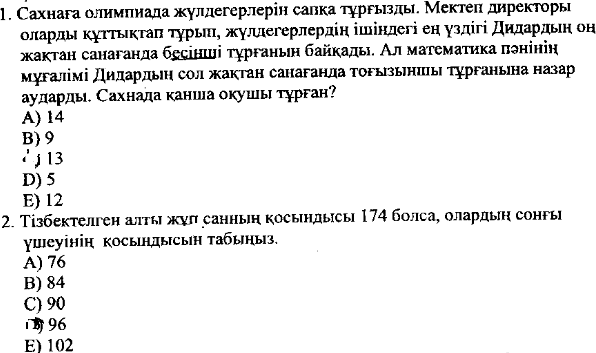 1. Сахнаға олимпиада жүлдегерлерін сапқа тұрғызды. Мектеп директоры
оларды құттықтап тұрып, жүлдегерлердің ішіндегі ең үздігі Дидардың оң
жақтан санағанда бесінші тұрғанын байқады. Ал математика пәнінің
мұғалімі Дидардың сол жақтан санағанда тоғызыншы тұрғанына назар
аударды. Сахнада қанша оқушы тұрған?
A) 14
B) 9
) 13
D) 5
E) 12
2. Тізбектелген алты жұп санның қосындысы 174 болса, олардың соңғы
үшеуінің қосындысын табыңыз.
A) 76
B) 84
C) 90
) 96
E) 102